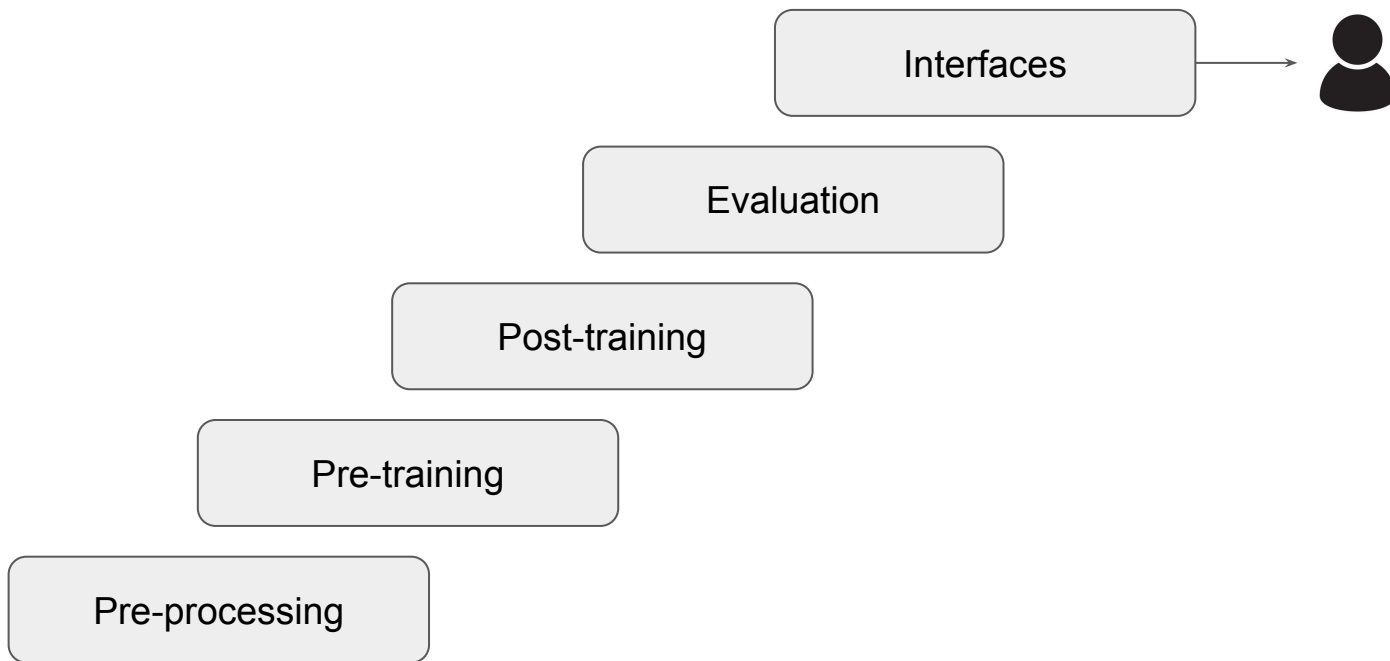 Interfaces
Evaluation
Post-training
Pre-training
Pre-processing